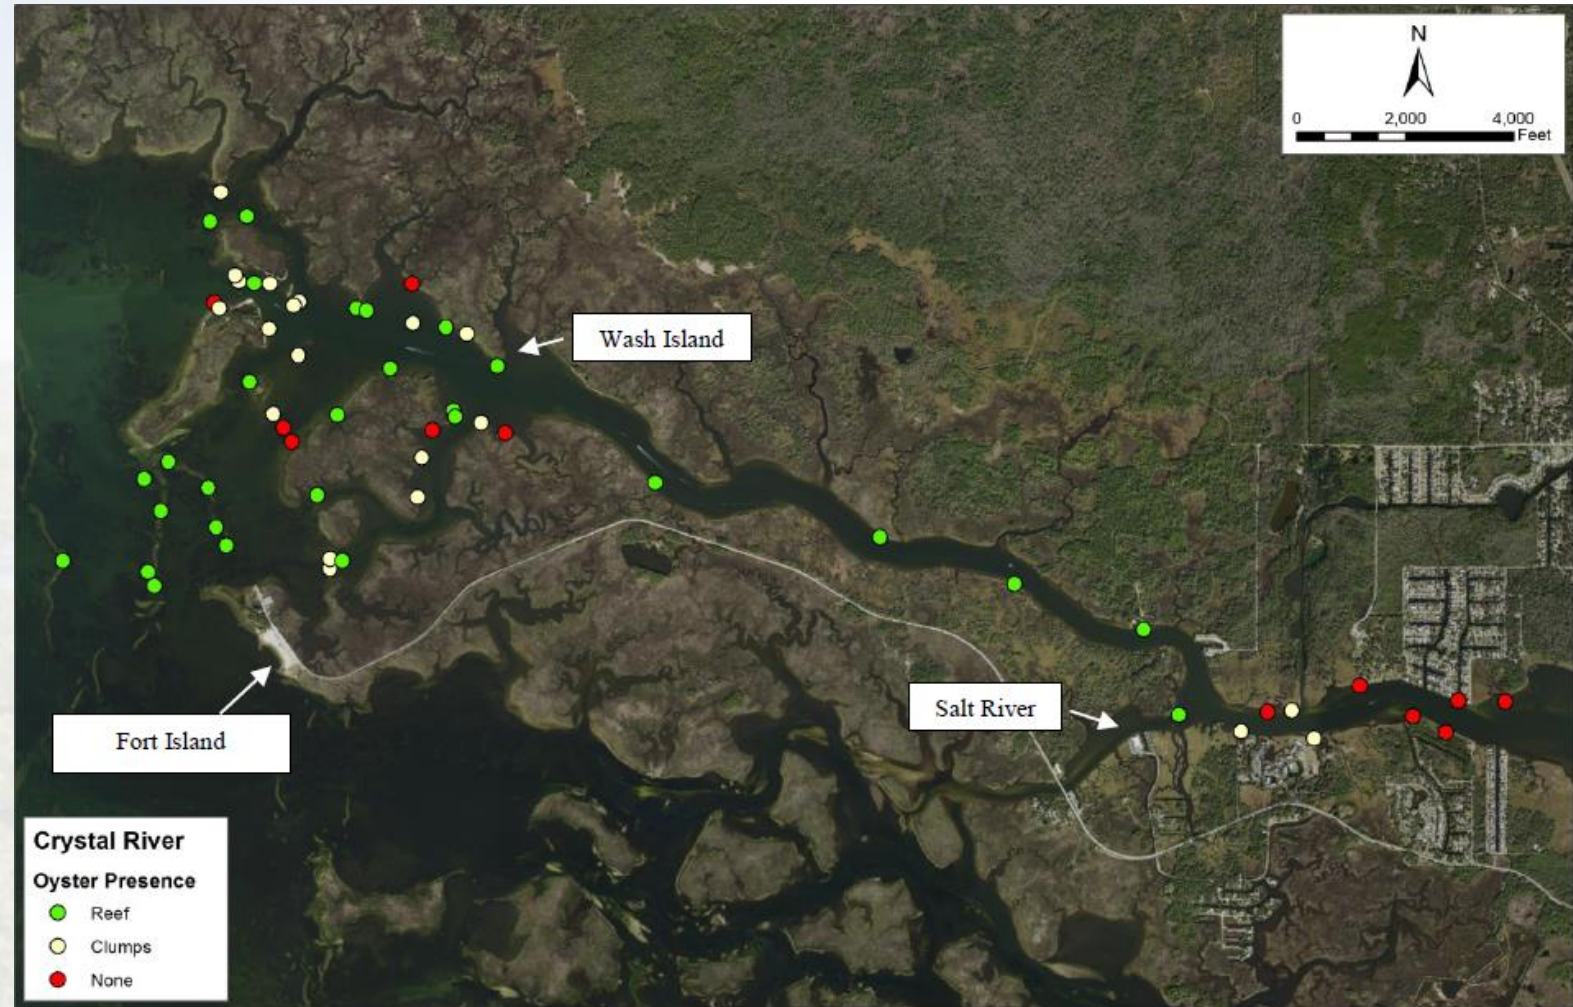 N
0 2,000 4,000
Feet
Wash Island
Salt River
Fort Island
Crystal River
Oyster Presence
Reef
Clumps
None